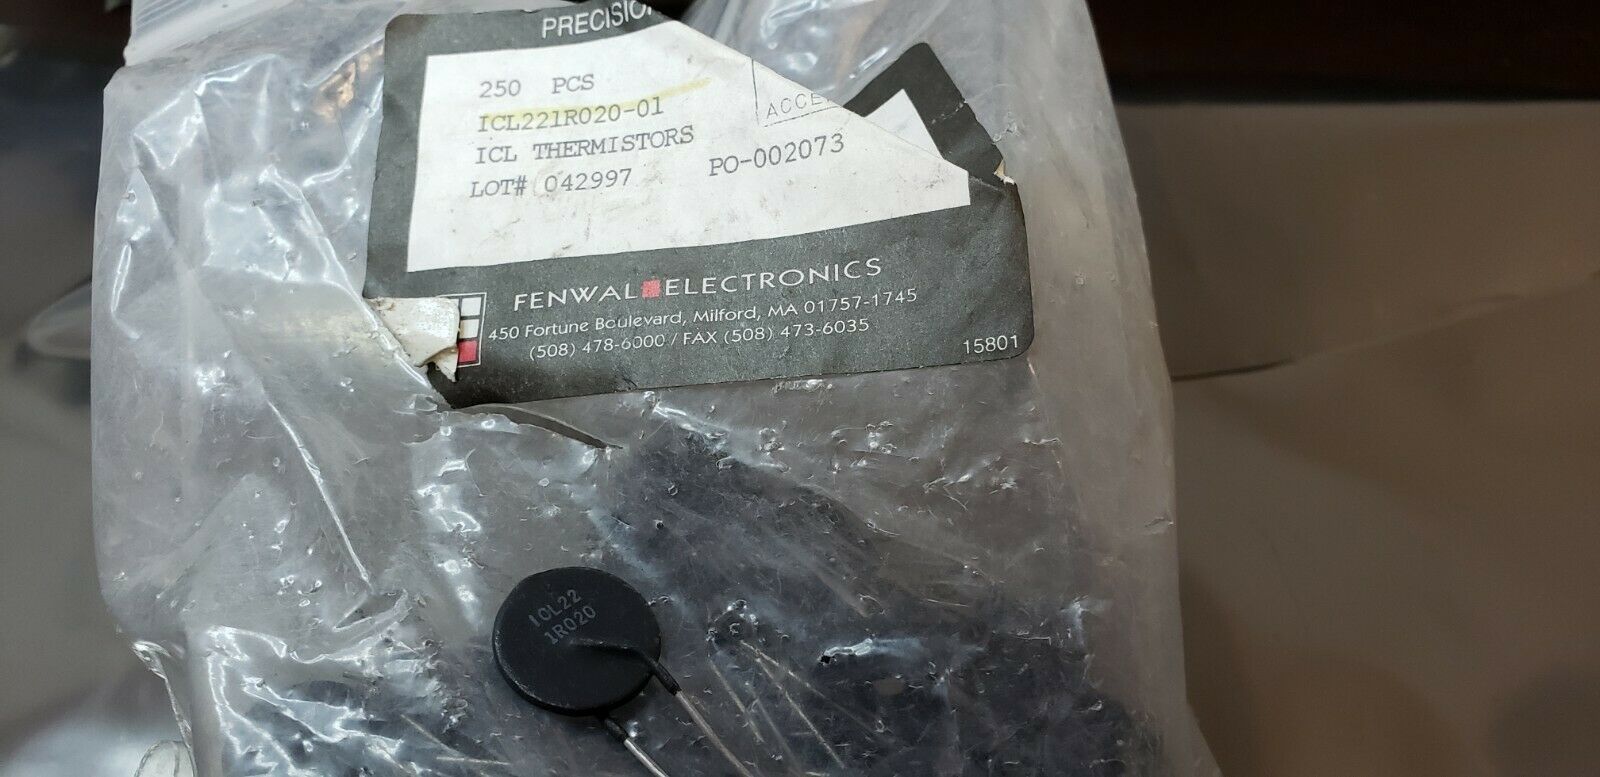 PRECISIO
250 PCS
ICL221R020-01
ICL THERMISTORS
LOT# 042997
PO-002073
ACCE
FENWAL ELECTRONICS
450 Fortune Boulevard, Milford, MA 01757-1745
(508) 478-6000 / FAX (508) 473-6035
15801
ICL22
1R020